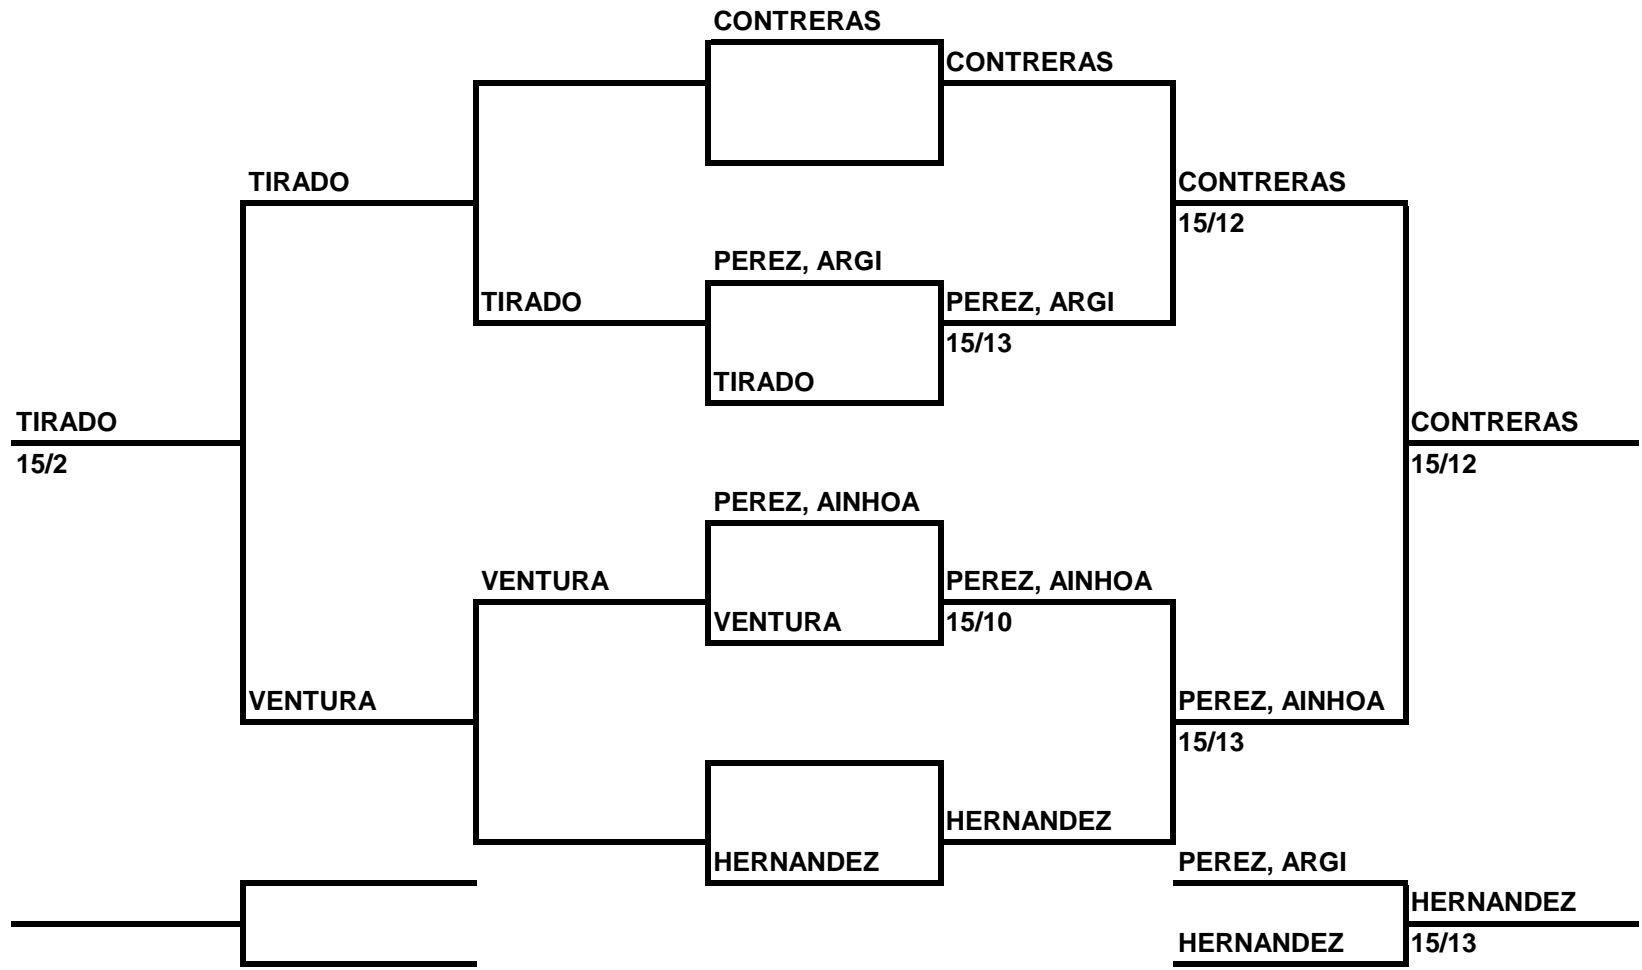 CONTRERAS
CONTRERAS
TIRADO
CONTRERAS
15/12
PEREZ, ARGI
TIRADO
PEREZ, ARGI
15/13
TIRADO
TIRADO
CONTRERAS
15/2
15/12
PEREZ, AINHOA
VENTURA
PEREZ, AINHOA
VENTURA
15/10
VENTURA
PEREZ, AINHOA
15/13
HERNANDEZ
HERNANDEZ
PEREZ, ARGI
HERNANDEZ
HERNANDEZ
15/13